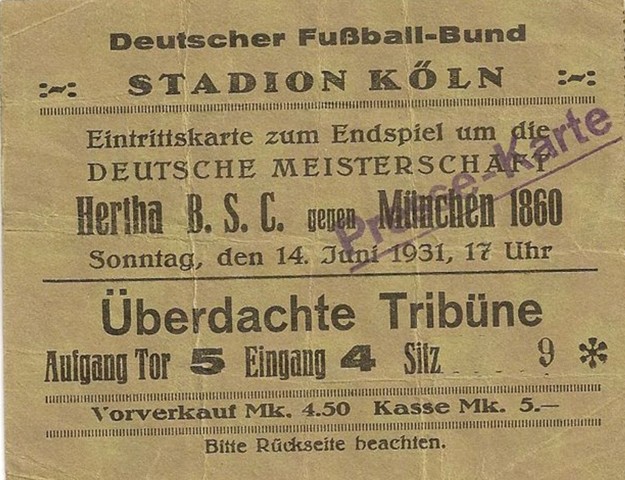 Deutscher Fußball-Bund
STADION KÖLN
Eintrittskarte zum Endspiel um die
DEUTSCHE MEISTERSCHAFT
Hertha B. S. C. gegen München 1860
Presse-Karte
Sonntag, den 14. Juni 1931, 17 Uhr
Überdachte Tribüne
Aufgang Tor 5 Eingang 4 Sitz 9 *
Vorverkauf Mk. 4.50 Kasse Mk. 5.—
Bitte Rückseite beachten.